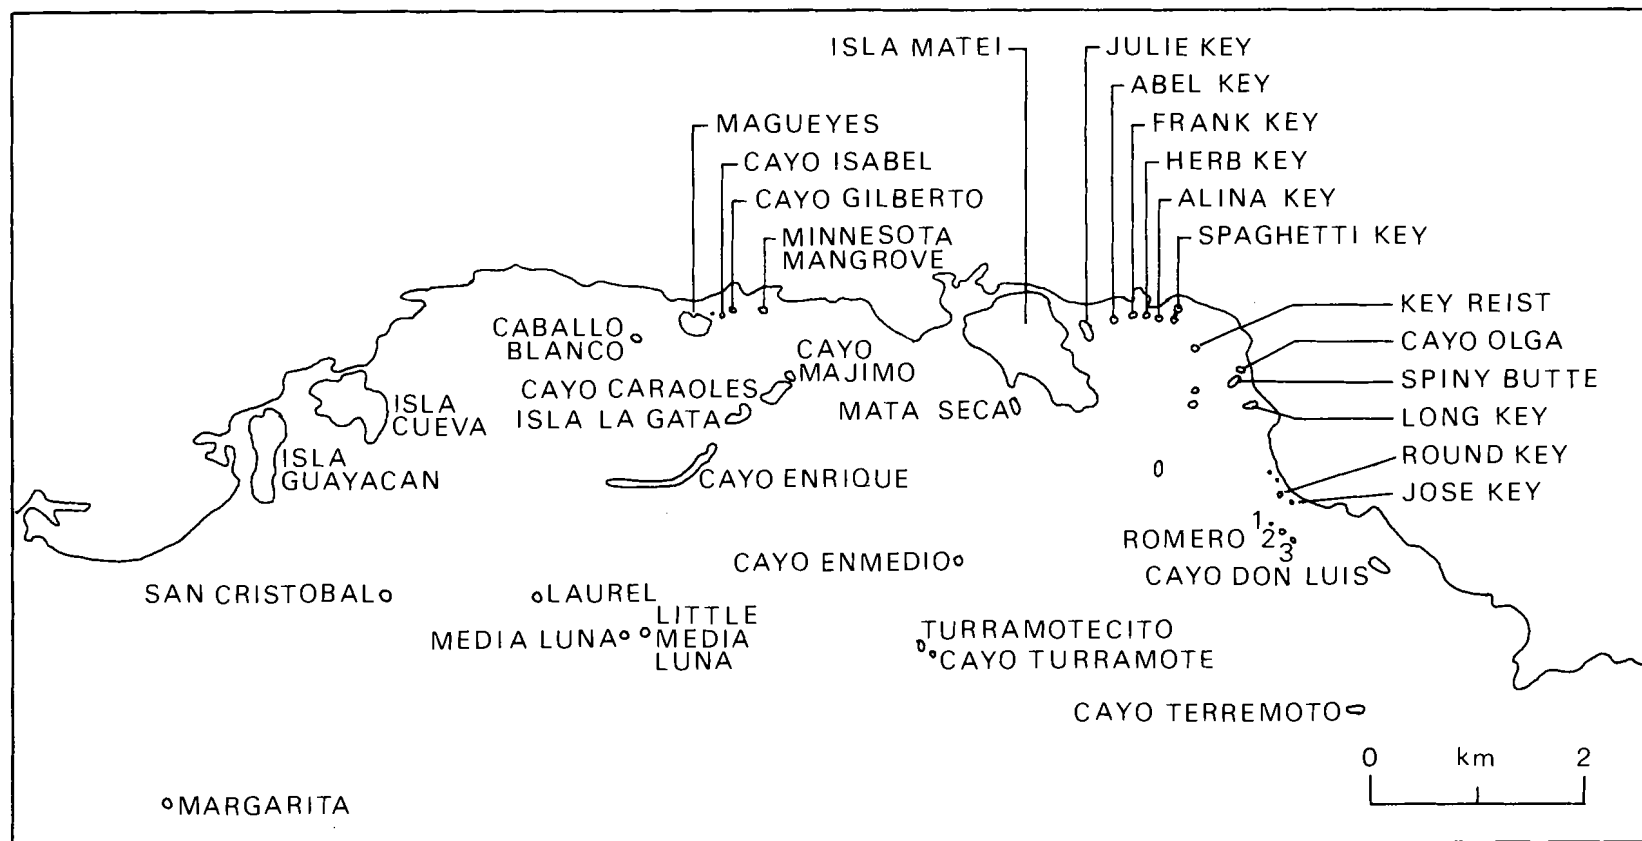 ISLA MATEI
JULIE KEY
ABEL KEY
MAGUEYES
FRANK KEY
CAYO ISABEL
HERB KEY
CAYO GILBERTO
ALINA KEY
MINNESOTA
MANGROVE
SPAGHETTI KEY
KEY REIST
CABALLO
BLANCO
CAYO
MAJIMO
CAYO OLGA
CAYO CARAOLES
SPINY BUTTE
ISLA
CUEVA
ISLA LA GATA
MATA SECA
LONG KEY
ISLA
GUAYACAN
CAYO ENRIQUE
ROUND KEY
JOSE KEY
ROMERO 1 2 3
CAYO ENMEDIO
CAYO DON LUIS
SAN CRISTOBAL
LAUREL
MEDIA LUNA
LITTLE
MEDIA
LUNA
TURRAMOTECITO
CAYO TURRAMOTE
CAYO TERREMOTO
0 km 2
MARGARITA